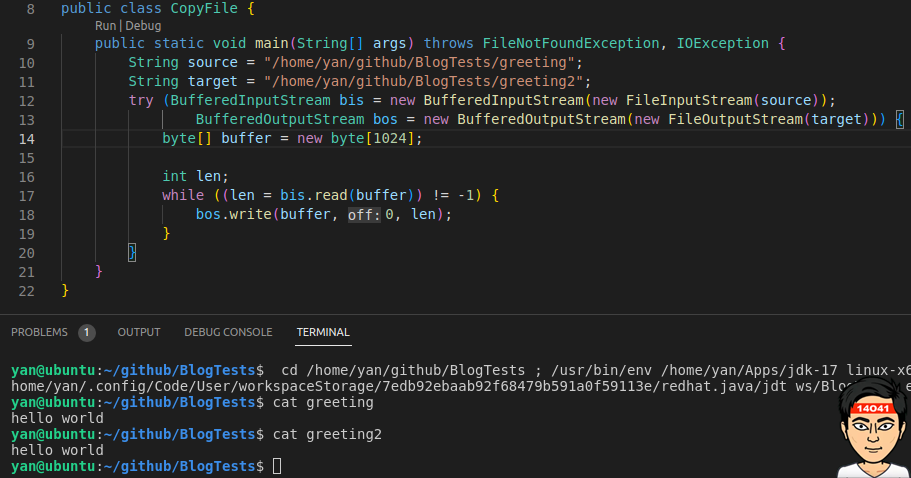 8 public class CopyFile {
Run | Debug
9 public static void main(String[] args) throws FileNotFoundException, IOException {
10 String source = "/home/yan/github/BlogTests/greeting";
11 String target = "/home/yan/github/BlogTests/greeting2";
12 try (BufferedInputStream bis = new BufferedInputStream(new FileInputStream(source));
13 BufferedOutputStream bos = new BufferedOutputStream(new FileOutputStream(target))) {
14 byte[] buffer = new byte[1024];
15
16 int len;
17 while ((len = bis.read(buffer)) != -1) {
18 bos.write(buffer, off: 0, len);
19 }
20 }
21 }
22 }
PROBLEMS 1 OUTPUT DEBUG CONSOLE TERMINAL
yan@ubuntu:~/github/BlogTests$ cd /home/yan/github/BlogTests ; /usr/bin/env /home/yan/Apps/jdk-17 linux-x6
home/yan/.config/Code/User/workspaceStorage/7edb92ebaab92f68479b591a0f59113e/redhat.java/jdt ws/Blog
yan@ubuntu:~/github/BlogTests$ cat greeting
hello world
yan@ubuntu:~/github/BlogTests$ cat greeting2
hello world
yan@ubuntu:~/github/BlogTests$
14041